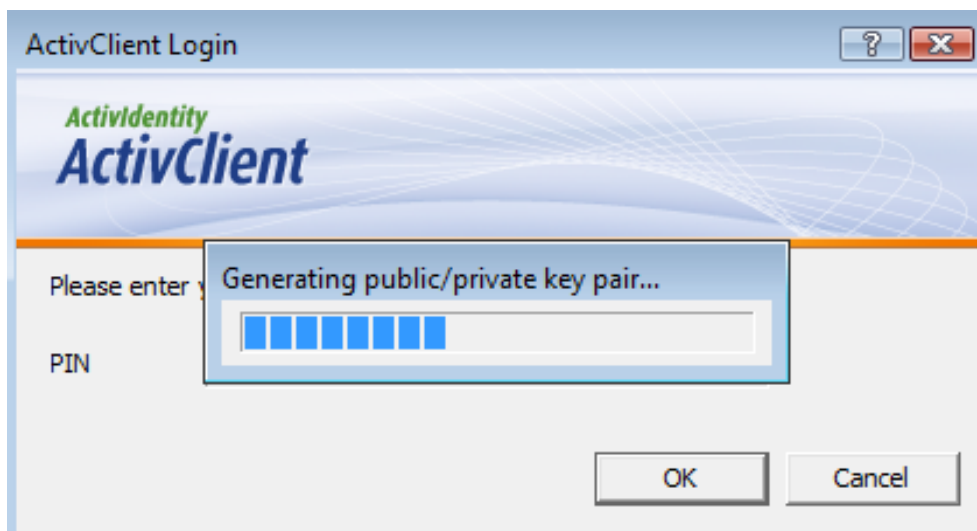 ActivClient Login
ActivIdentity
ActivClient
Generating public/private key pair...
Please enter
PIN
OK
Cancel